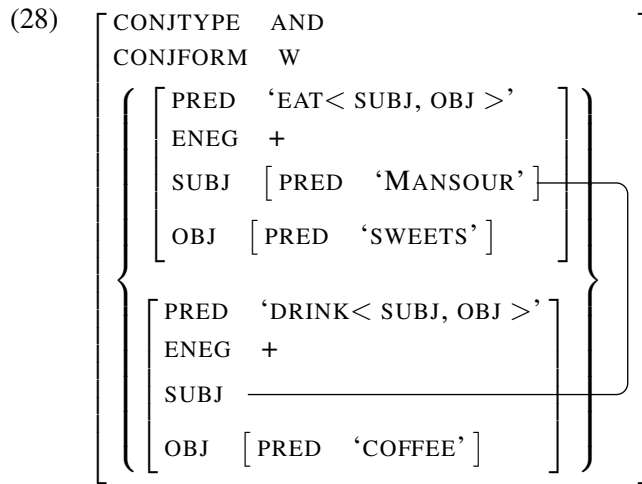 (28)
CONJTYPE AND
CONJFORM W
PRED ‘EAT< SUBJ, OBJ >’
ENEG +
SUBJ [ PRED ‘MANSOUR’ ]
OBJ [ PRED ‘SWEETS’ ]
PRED ‘DRINK< SUBJ, OBJ >’
ENEG +
SUBJ
OBJ [ PRED ‘COFFEE’ ]